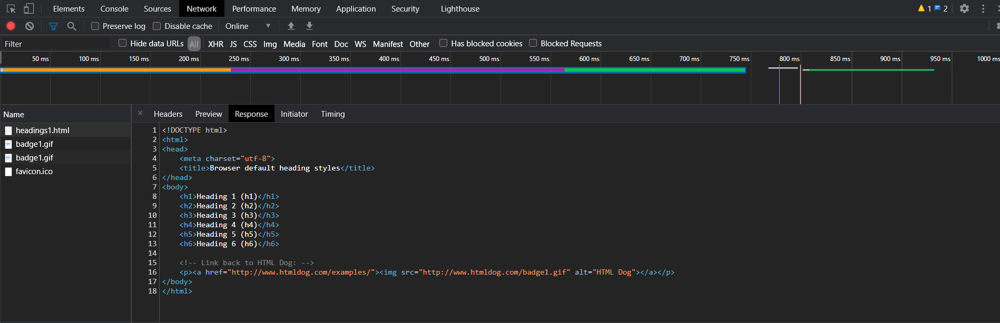 Elements Console Sources Network Performance Memory Application Security Lighthouse 1 2
Preserve log Disable cache Online
Filter Hide data URLs All XHR JS CSS Img Media Font Doc WS Manifest Other Has blocked cookies Blocked Requests
50 ms 100 ms 150 ms 200 ms 250 ms 300 ms 350 ms 400 ms 450 ms 500 ms 550 ms 600 ms 650 ms 700 ms 750 ms 800 ms 850 ms 900 ms 950 ms 1000 ms
Name
headings1.html
badge1.gif
badge1.gif
favicon.ico
Headers Preview Response Initiator Timing
1 <!DOCTYPE html>
2 <html>
3 <head>
4     <meta charset="utf-8">
5     <title>Browser default heading styles</title>
6 </head>
7 <body>
8     <h1>Heading 1 (h1)</h1>
9     <h2>Heading 2 (h2)</h2>
10     <h3>Heading 3 (h3)</h3>
11     <h4>Heading 4 (h4)</h4>
12     <h5>Heading 5 (h5)</h5>
13     <h6>Heading 6 (h6)</h6>
14
15     <!-- Link back to HTML Dog: -->
16     <p><a href="http://www.htmldog.com/examples/"><img src="http://www.htmldog.com/badge1.gif" alt="HTML Dog"></a></p>
17 </body>
18 </html>